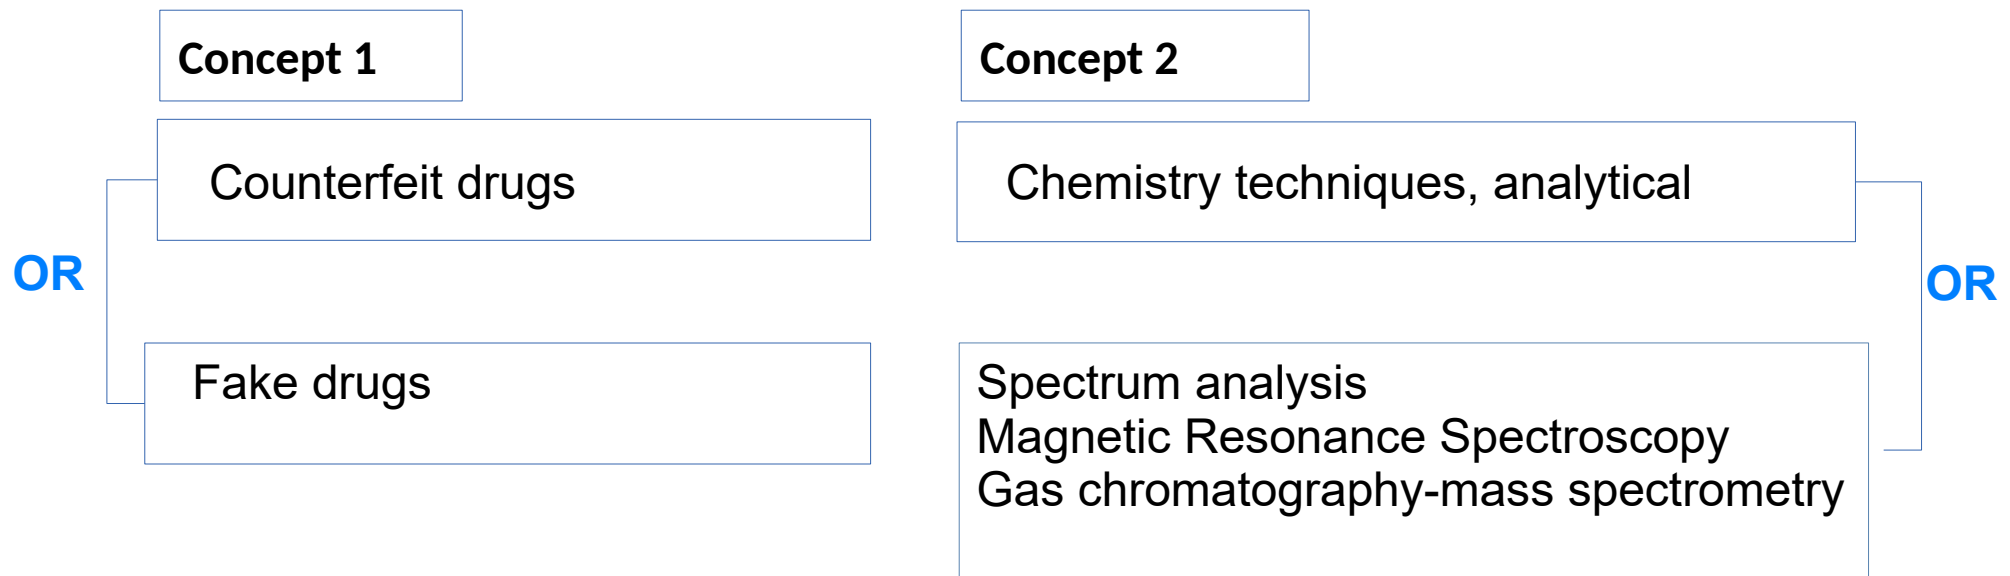 Concept 1
Concept 2
Counterfeit drugs
Chemistry techniques, analytical
OR
OR
Fake drugs
Spectrum analysis
Magnetic Resonance Spectroscopy
Gas chromatography-mass spectrometry